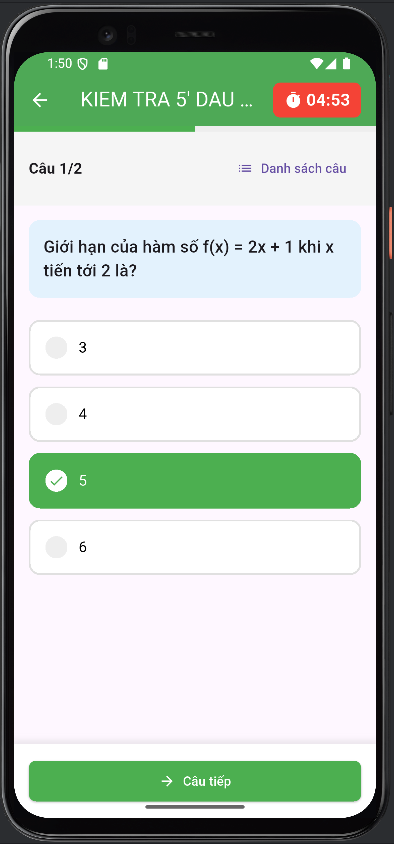 1:50
KIEM TRA 5' DAU ...
04:53
Câu 1/2
Danh sách câu
Giới hạn của hàm số f(x) = 2x + 1 khi x
tiến tới 2 là?
3
4
5
6
Câu tiếp